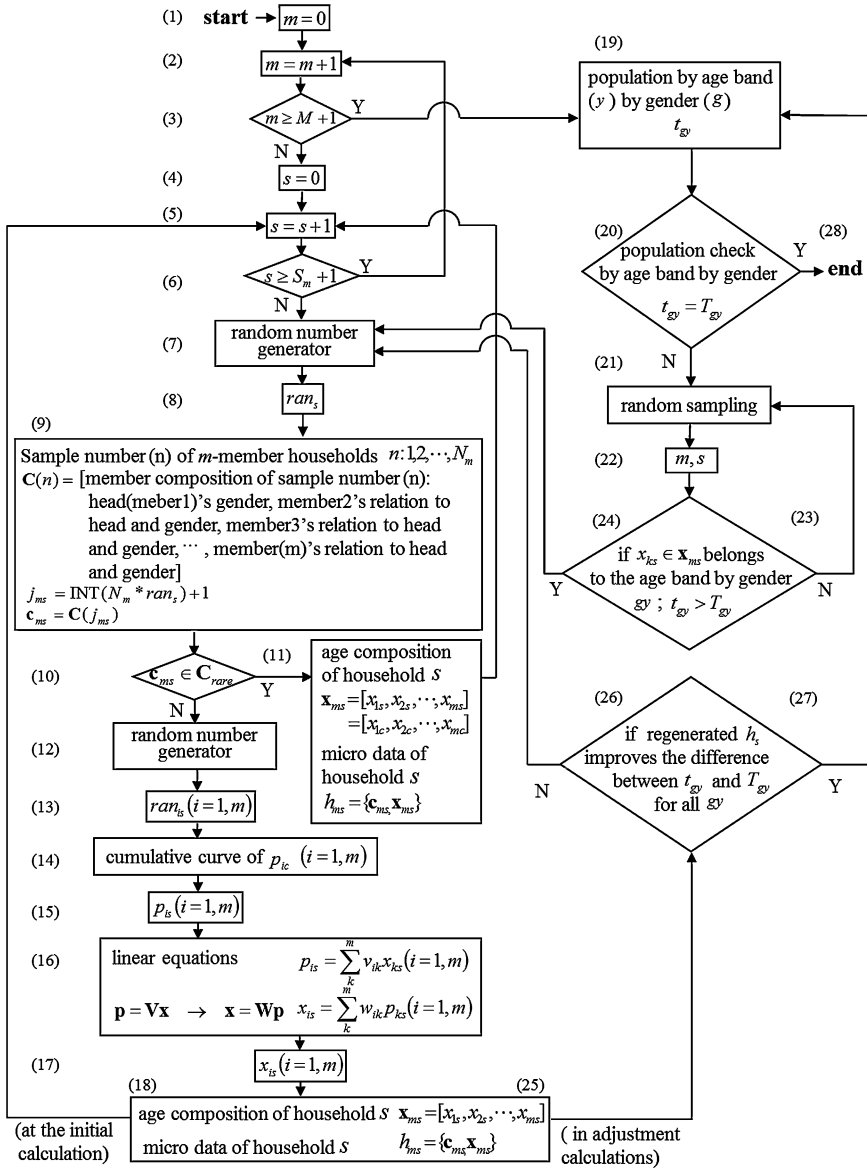 (1) start m = 0
(2) m = m + 1
(3) m ≥ M + 1 Y
N
(4) s = 0
(5) s = s + 1
(6) s ≥ S_m + 1 Y
N
(7) random number
generator
(8) ran_s
(9)
Sample number (n) of m-member households n : 1,2, ⋯, N_m
C(n) = [member composition of sample number (n):
head(meber1)'s gender, member2's relation to
head and gender, member3's relation to head
and gender, ⋯ , member(m)'s relation to head
and gender]
j_ms = INT(N_m * ran_s) + 1
c_ms = C(j_ms)
(10) c_ms ∈ C_rare Y
N
(11)
age composition
of household s
x_ms = [x_1s, x_2s, ⋯, x_ms]
= [x_1c, x_2c, ⋯, x_mc]
micro data of
household s
h_ms = {c_ms, x_ms}
(12) random number
generator
(13) ran_is (i = 1, m)
(14) cumulative curve of p_ic (i = 1, m)
(15) p_is (i = 1, m)
(16) linear equations p_is = ∑_k^m v_ik x_ks (i = 1, m)
p = Vx → x = Wp x_is = ∑_k^m w_ik p_ks (i = 1, m)
(17) x_is (i = 1, m)
(18) (25)
age composition of household s x_ms = [x_1s, x_2s, ⋯, x_ms]
micro data of household s h_ms = {c_ms, x_ms}
(at the initial
calculation)
( in adjustment
calculations)
(19)
population by age band
(y) by gender (g)
t_gy
(20)
population check
by age band by gender
t_gy = T_gy
Y (28)
end
N
(21)
random sampling
(22) m, s
(24) (23)
if x_ks ∈ x_ms belongs
to the age band by gender
gy ; t_gy > T_gy
Y N
(26) (27)
if regenerated h_s
improves the difference
between t_gy and T_gy
for all gy
N Y